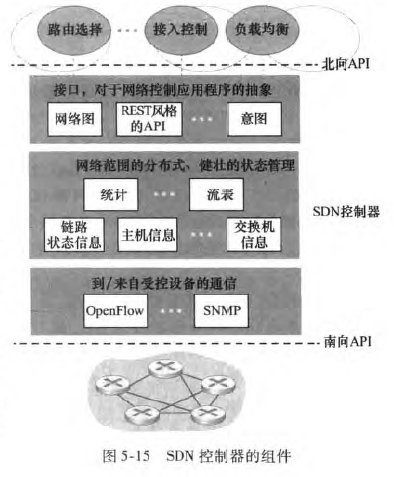 路由选择 ··· 接入控制 负载均衡
北向API
接口，对于网络控制应用程序的抽象
网络图 REST风格的API ··· 意图
网络范围的分布式、健壮的状态管理
统计 ··· 流表
链路状态信息 主机信息 ··· 交换机信息
SDN控制器
到/来自受控设备的通信
OpenFlow ··· SNMP
南向API
图 5-15 SDN 控制器的组件